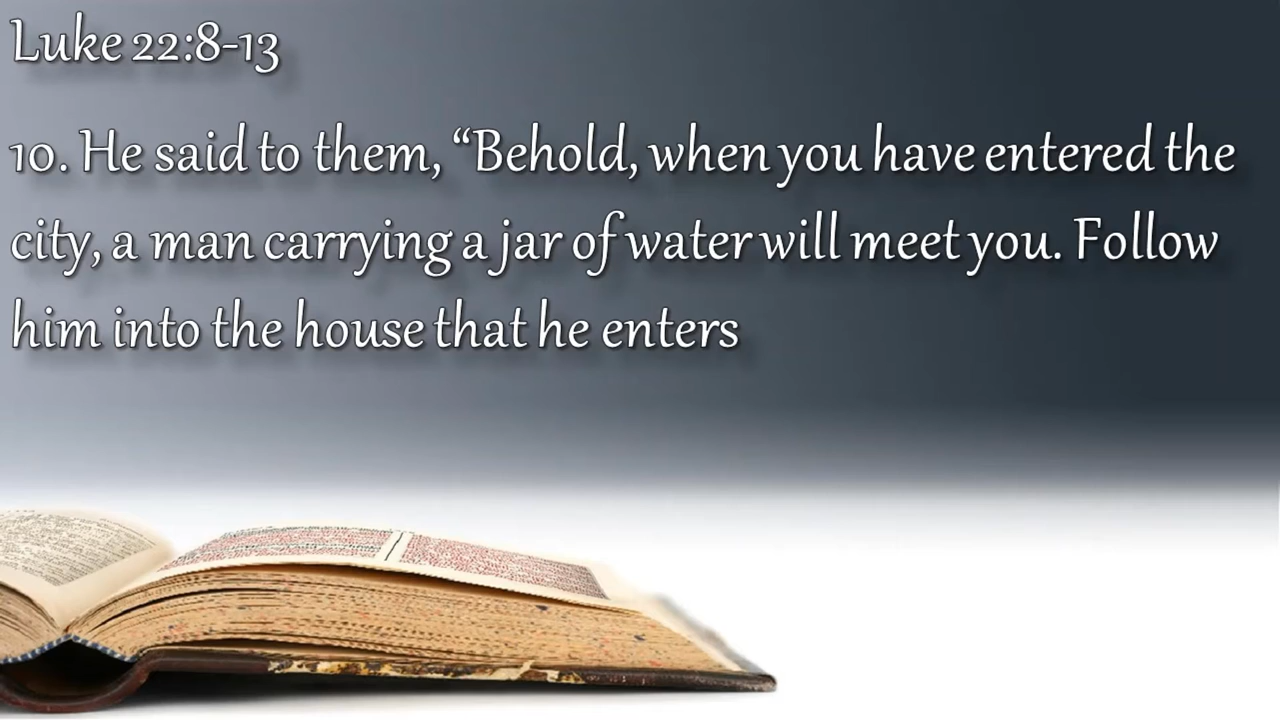 Luke 22:8-13
10. He said to them, “Behold, when you have entered the
city, a man carrying a jar of water will meet you. Follow
him into the house that he enters